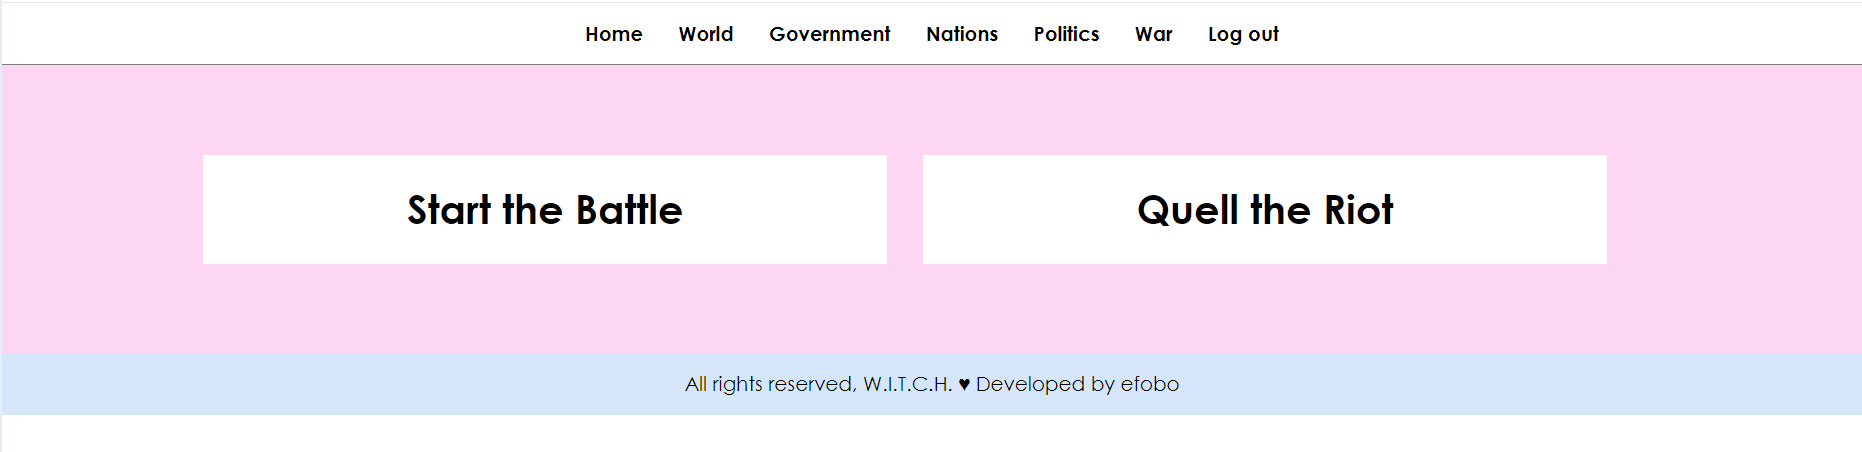 Home World Government Nations Politics War Log out
Start the Battle
Quell the Riot
All rights reserved, W.I.T.C.H. ♥ Developed by efobo